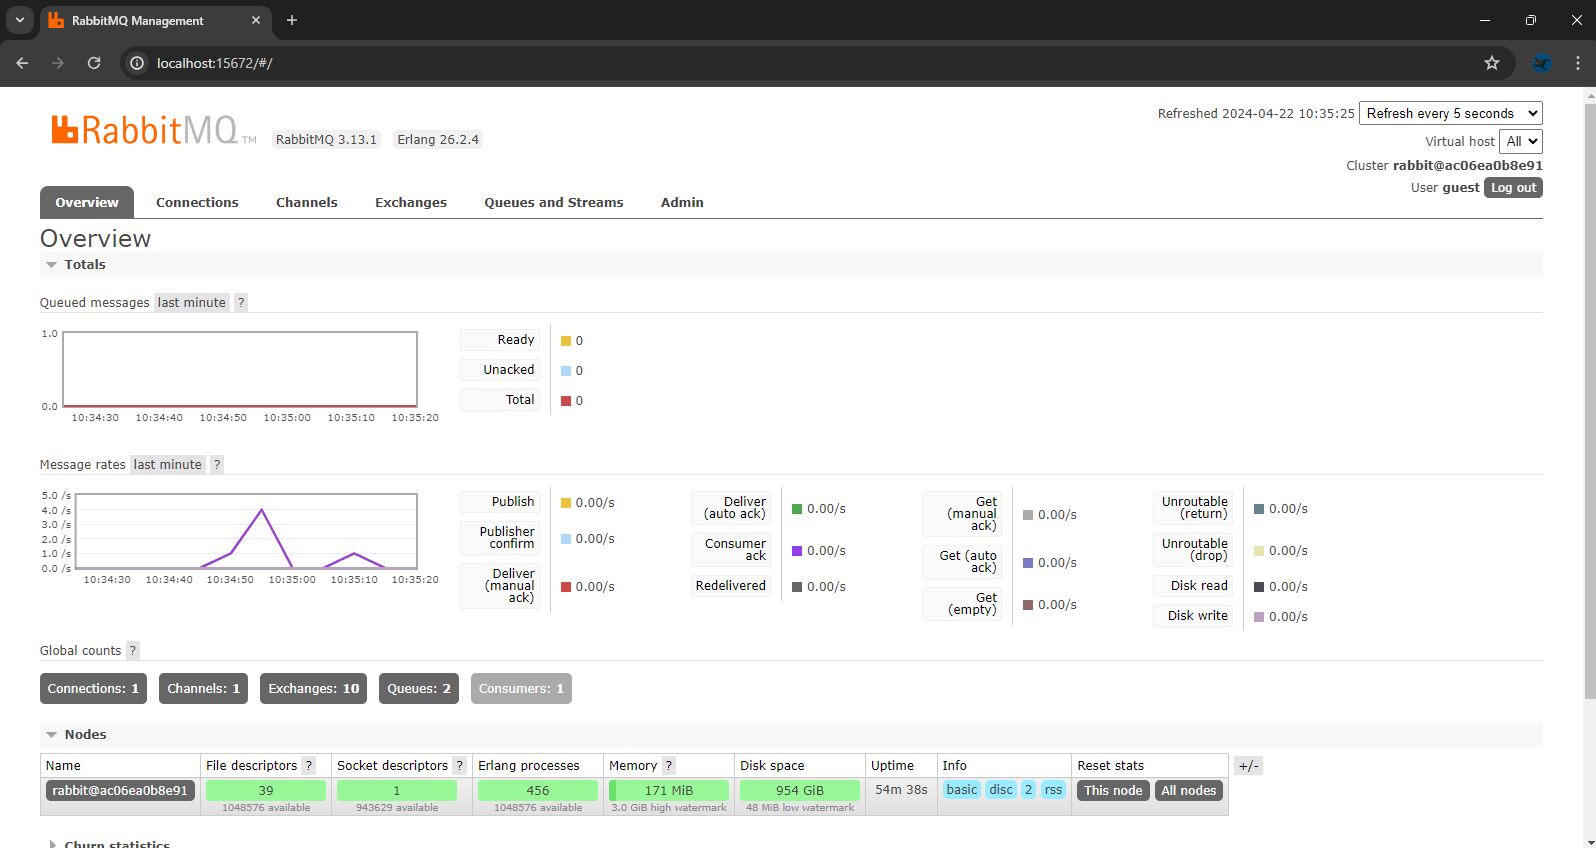 RabbitMQ Management
localhost:15672/#/
RabbitMQ TM
RabbitMQ 3.13.1
Erlang 26.2.4
Refreshed 2024-04-22 10:35:25
Refresh every 5 seconds
Virtual host
All
Cluster rabbit@ac06ea0b8e91
User guest
Log out
Overview
Connections
Channels
Exchanges
Queues and Streams
Admin
Overview
Totals
Queued messages last minute ?
1.0
0.0
10:34:30 10:34:40 10:34:50 10:35:00 10:35:10 10:35:20
Ready 0
Unacked 0
Total 0
Message rates last minute ?
5.0 /s
4.0 /s
3.0 /s
2.0 /s
1.0 /s
0.0 /s
10:34:30 10:34:40 10:34:50 10:35:00 10:35:10 10:35:20
Publish 0.00/s
Publisher
confirm 0.00/s
Deliver
(manual
ack) 0.00/s
Deliver
(auto ack) 0.00/s
Consumer
ack 0.00/s
Redelivered 0.00/s
Get
(manual
ack) 0.00/s
Get (auto
ack) 0.00/s
Get
(empty) 0.00/s
Unroutable
(return) 0.00/s
Unroutable
(drop) 0.00/s
Disk read 0.00/s
Disk write 0.00/s
Global counts ?
Connections: 1
Channels: 1
Exchanges: 10
Queues: 2
Consumers: 1
Nodes
Name File descriptors ? Socket descriptors ? Erlang processes Memory ? Disk space Uptime Info Reset stats +/-
rabbit@ac06ea0b8e91 39 1 456 171 MiB 954 GiB 54m 38s basic disc 2 rss This node All nodes
1048576 available 943629 available 1048576 available 3.0 GiB high watermark 48 MiB low watermark
Churn statistics